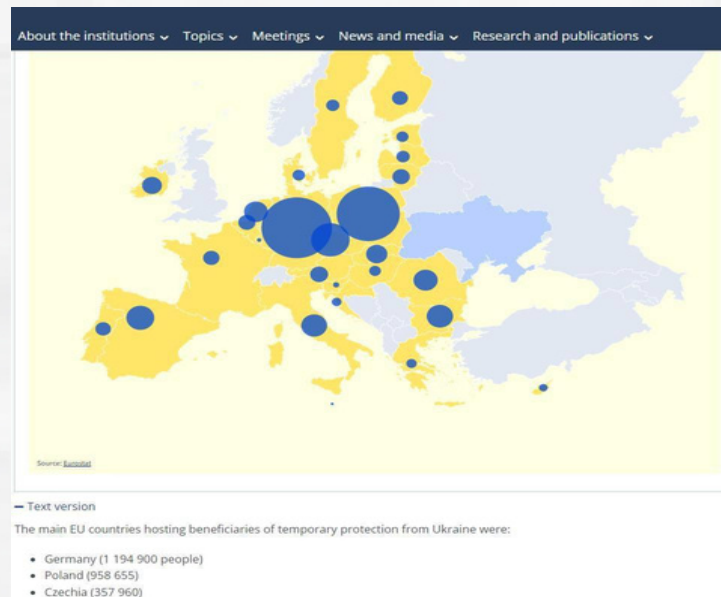 About the institutions Topics Meetings News and media Research and publications
Source: Eurostat
– Text version
The main EU countries hosting beneficiaries of temporary protection from Ukraine were:
• Germany (1 194 900 people)
• Poland (958 655)
• Czechia (357 960)